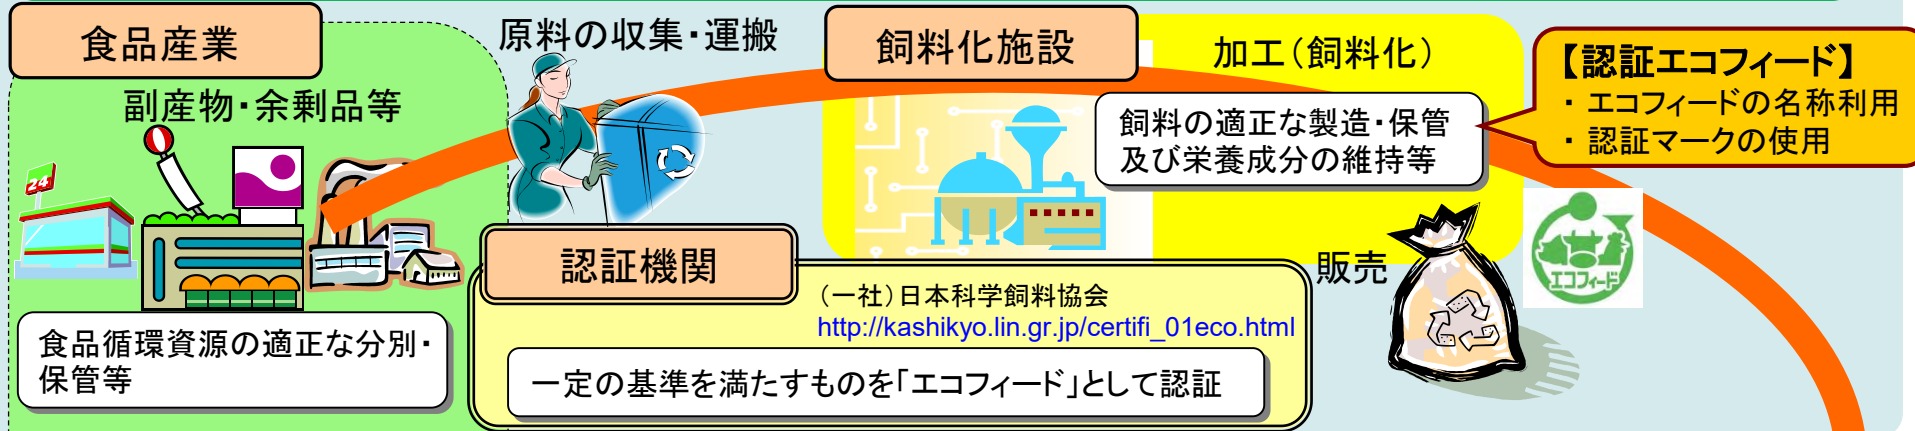 食品産業
副産物・余剰品等
24
食品循環資源の適正な分別・
保管等
原料の収集・運搬
飼料化施設
加工（飼料化）
飼料の適正な製造・保管
及び栄養成分の維持等
【認証エコフィード】
・ エコフィードの名称利用
・ 認証マークの使用
認証機関
（一社）日本科学飼料協会
http://kashikyo.lin.gr.jp/certifi_01eco.html
一定の基準を満たすものを「エコフィード」として認証
販売
エコフィード